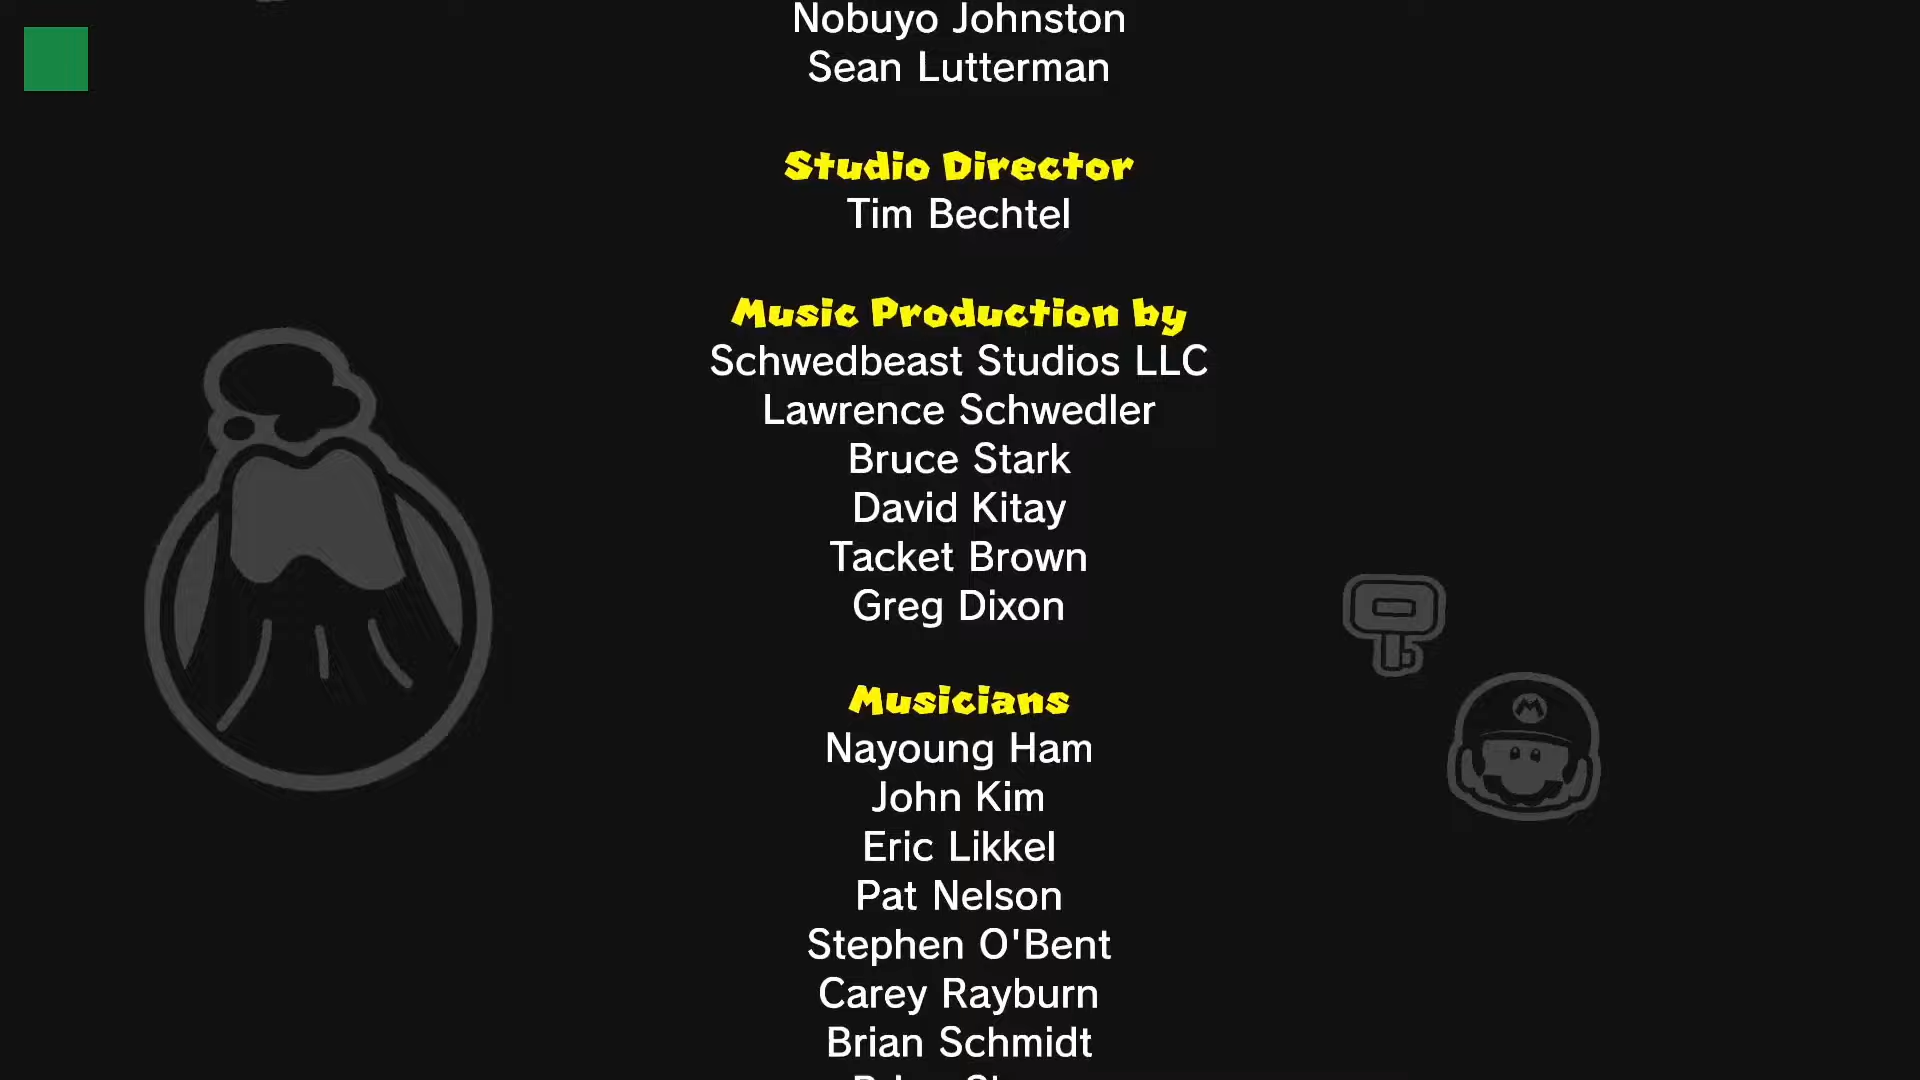 Nobuyo Johnston
Sean Lutterman
Studio Director
Tim Bechtel
Music Production by
Schwedbeast Studios LLC
Lawrence Schwedler
Bruce Stark
David Kitay
Tacket Brown
Greg Dixon
Musicians
Nayoung Ham
John Kim
Eric Likkel
Pat Nelson
Stephen O'Bent
Carey Rayburn
Brian Schmidt